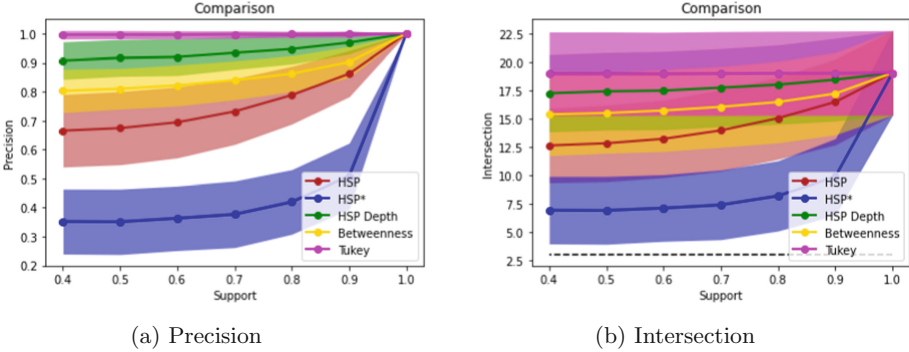 Comparison
1.0
0.9
0.8
0.7
0.6
0.5
0.4
0.3
0.2
Precision
0.4 0.5 0.6 0.7 0.8 0.9 1.0
Support
HSP
HSP*
HSP Depth
Betweenness
Tukey
(a) Precision
Comparison
22.5
20.0
17.5
15.0
12.5
10.0
7.5
5.0
2.5
Intersection
0.4 0.5 0.6 0.7 0.8 0.9 1.0
Support
HSP
HSP*
HSP Depth
Betweenness
Tukey
(b) Intersection